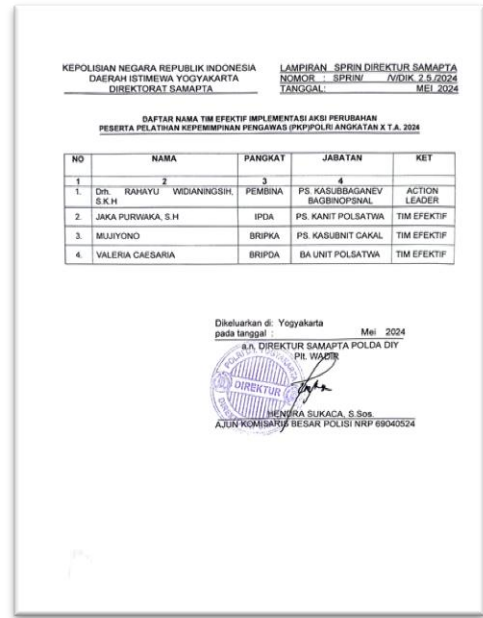 KEPOLISIAN NEGARA REPUBLIK INDONESIA
DAERAH ISTIMEWA YOGYAKARTA
DIREKTORAT SAMAPTA
LAMPIRAN SPRIN DIREKTUR SAMAPTA
NOMOR : SPRIN/ /V/DIK. 2.5./2024
TANGGAL: MEI 2024
DAFTAR NAMA TIM EFEKTIF IMPLEMENTASI AKSI PERUBAHAN
PESERTA PELATIHAN KEPEMIMPINAN PENGAWAS (PKP)POLRI ANGKATAN X T.A. 2024
NO NAMA PANGKAT JABATAN KET
1 2 3 4
1. Drh. RAHAYU WIDIANINGSIH, PEMBINA PS. KASUBBAGANEV ACTION
S.K.H BAGBINOPSNAL LEADER
2. JAKA PURWAKA, S.H IPDA PS. KANIT POLSATWA TIM EFEKTIF
3. MUJIYONO BRIPKA PS. KASUBNIT CAKAL TIM EFEKTIF
4. VALERIA CAESARIA BRIPDA BA UNIT POLSATWA TIM EFEKTIF
Dikeluarkan di: Yogyakarta
pada tanggal : Mei 2024
a.n. DIREKTUR SAMAPTA POLDA DIY
Plt. WADIR
DIREKTUR
HENDRA SUKACA, S.Sos.
AJUN KOMISARIS BESAR POLISI NRP 69040524